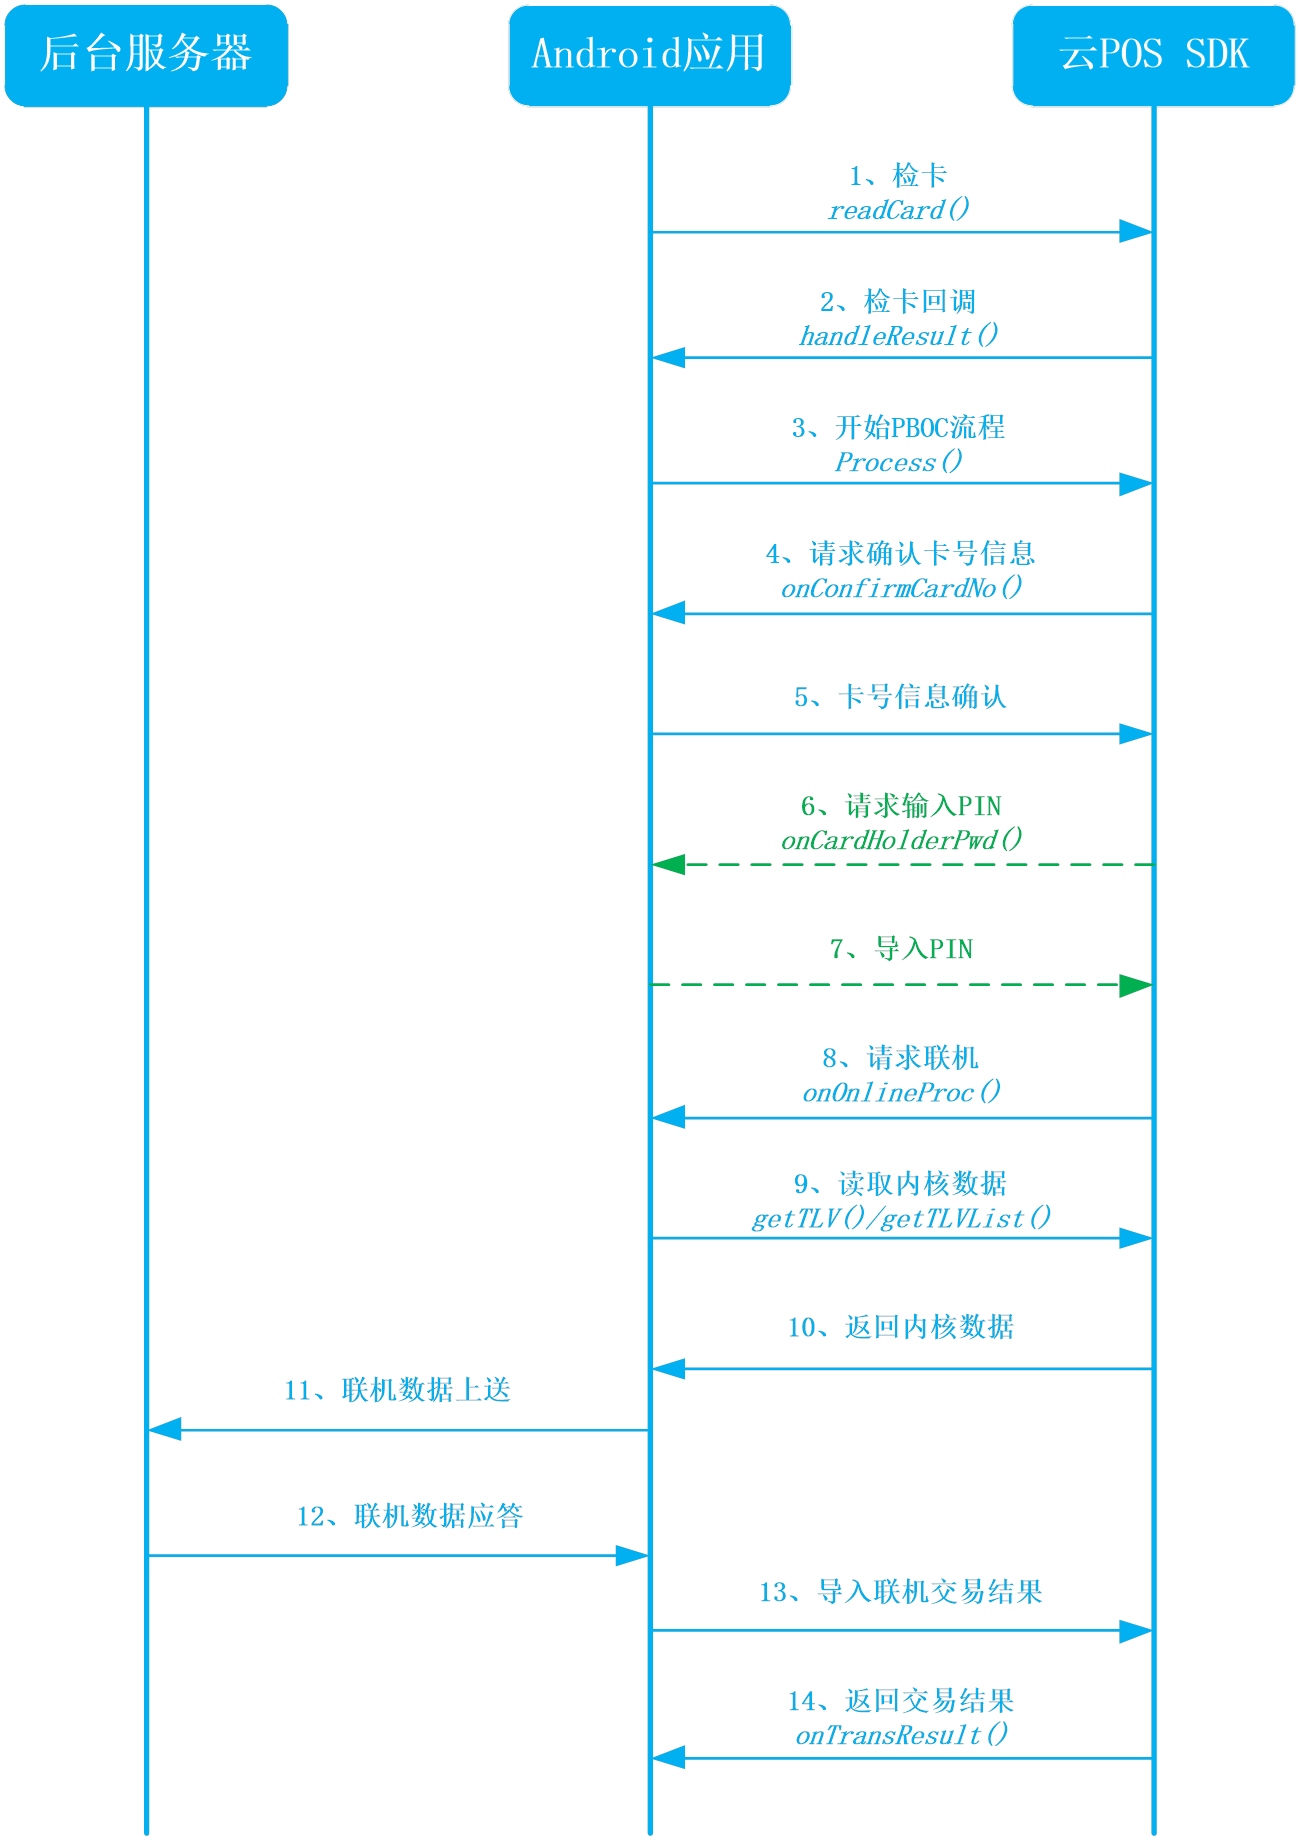 后台服务器
Android应用
云POS SDK
1、检卡
readCard()
2、检卡回调
handleResult()
3、开始PBOC流程
Process()
4、请求确认卡号信息
onConfirmCardNo()
5、卡号信息确认
6、请求输入PIN
onCardHolderPwd()
7、导入PIN
8、请求联机
onOnlineProc()
9、读取内核数据
getTLV()/getTLVList()
10、返回内核数据
11、联机数据上送
12、联机数据应答
13、导入联机交易结果
14、返回交易结果
onTransResult()